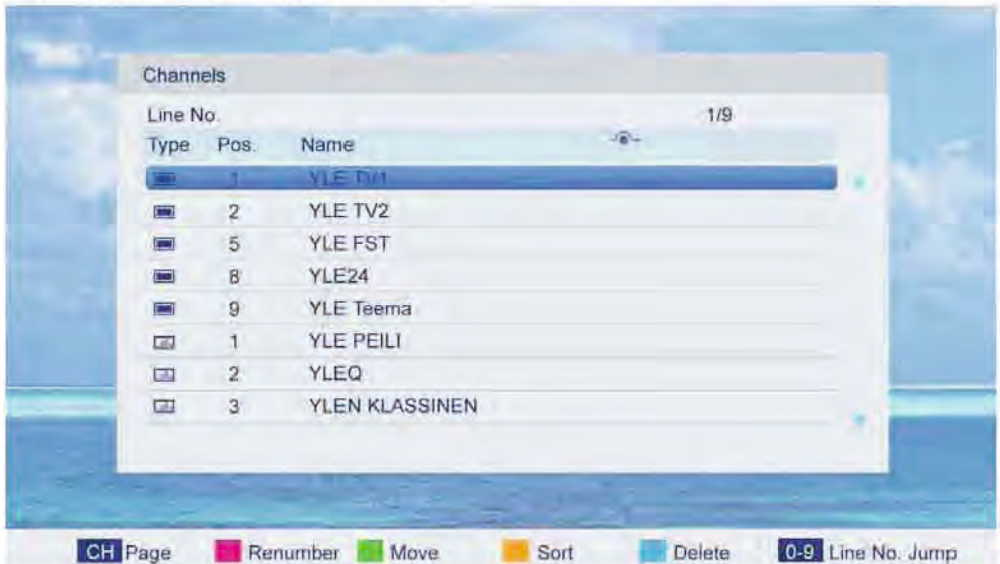 Channels
Line No. 1/9
Type Pos. Name
1 YLE TV1
2 YLE TV2
5 YLE FST
8 YLE24
9 YLE Teema
1 YLE PEILI
2 YLEQ
3 YLEN KLASSINEN
CH Page Renumber Move Sort Delete 0-9 Line No. Jump